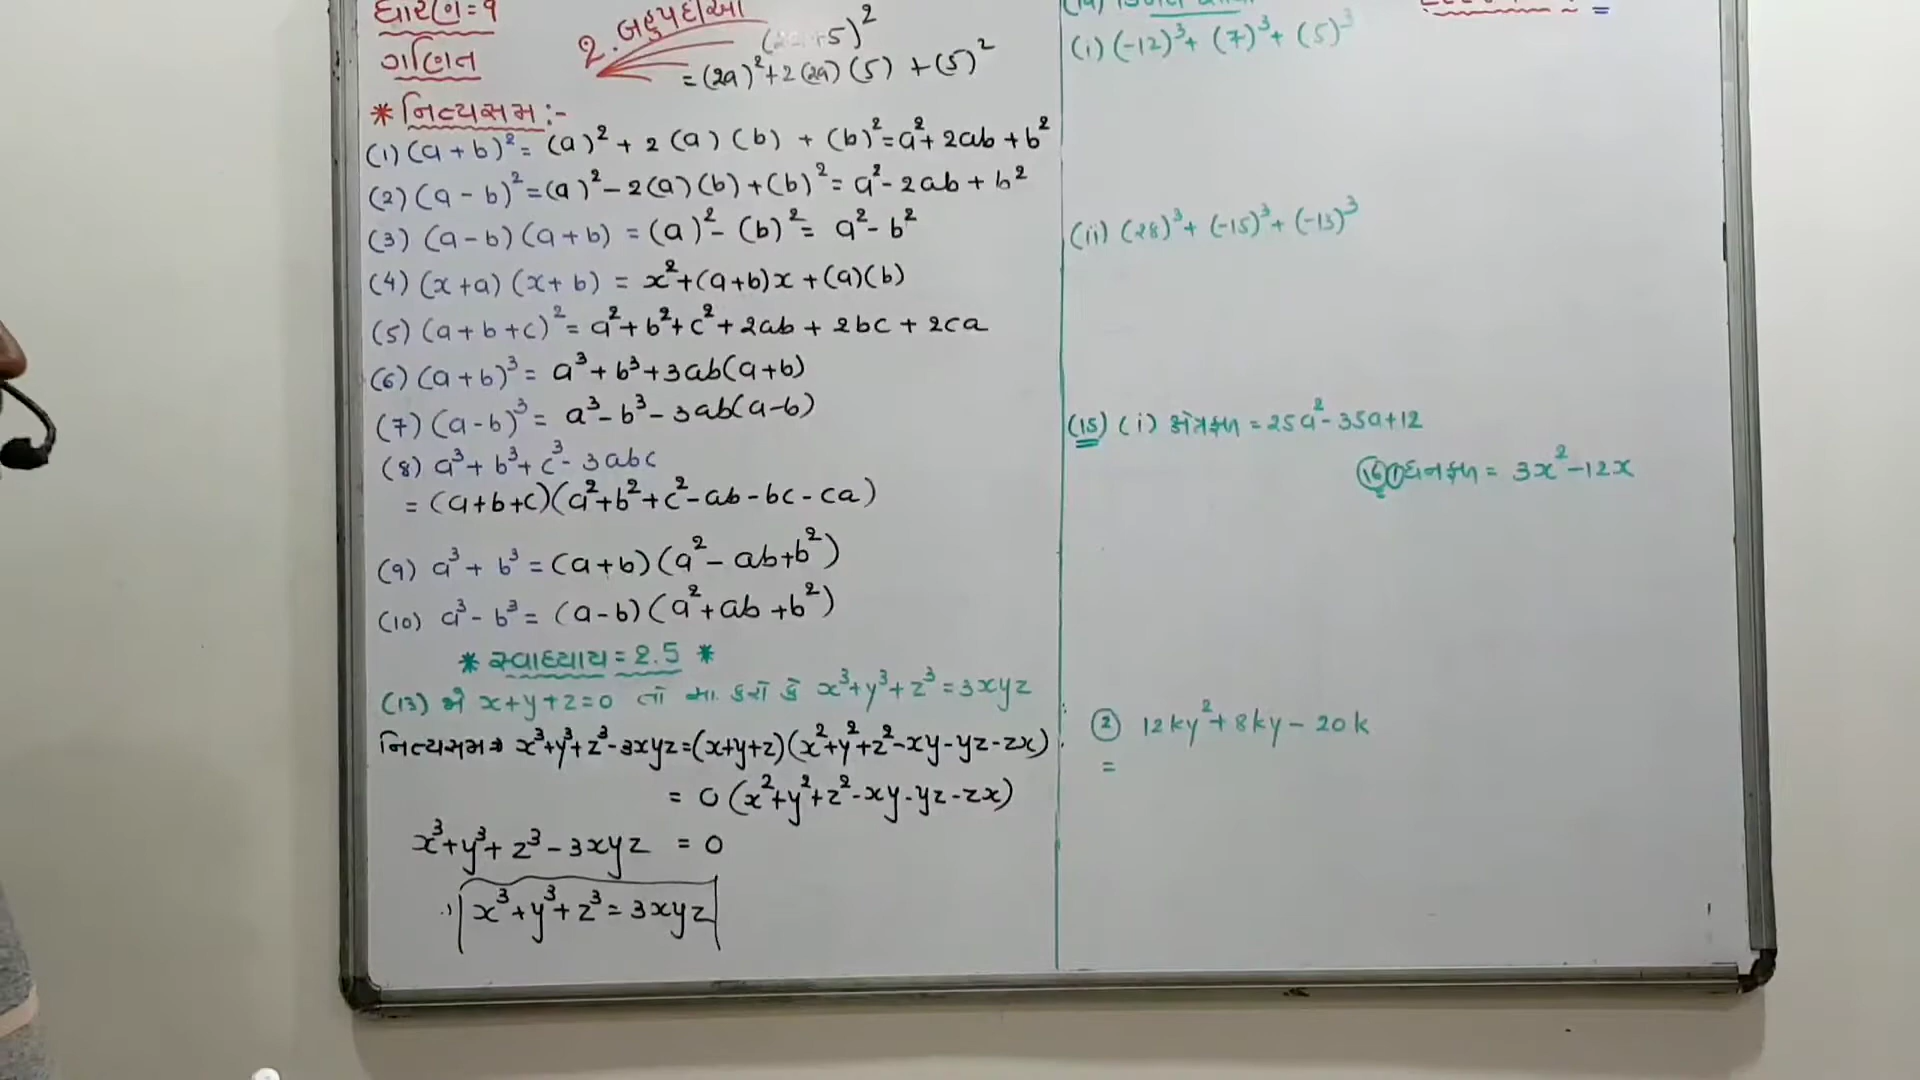 ધોરણ = ૧
ગણિત
૨. બહુપદીઓ
5)²
= (2a)² + 2 (2a) (5) + (5)²
* નિત્યસમ :-
(1) (a + b)² = (a)² + 2 (a) (b) + (b)² = a² + 2ab + b²
(2) (a - b)² = (a)² - 2(a) (b) + (b)² = a² - 2ab + b²
(3) (a - b) (a + b) = (a)² - (b)² = a² - b²
(4) (x + a) (x + b) = x² + (a+b)x + (a)(b)
(5) (a + b + c)² = a² + b² + c² + 2ab + 2bc + 2ca
(6) (a + b)³ = a³ + b³ + 3ab(a+b)
(7) (a - b)³ = a³ - b³ - 3ab(a-b)
(8) a³ + b³ + c³ - 3abc
= (a+b+c)(a² + b² + c² - ab - bc - ca)
(9) a³ + b³ = (a+b) (a² - ab + b²)
(10) a³ - b³ = (a-b) (a² + ab + b²)
* સ્વાધ્યાય = 2.5 *
(13) જો x+y+z=0 તો સા. કરો કે x³+y³+z³ = 3xyz
નિત્યસમ ⇒ x³+y³+z³-3xyz = (x+y+z)(x²+y²+z²-xy-yz-zx)
= 0 (x²+y²+z²-xy-yz-zx)
x³+y³+z³-3xyz = 0
∴ x³+y³+z³ = 3xyz
(i) (-12)³ + (7)³ + (5)³
(ii) (28)³ + (-15)³ + (-13)³
(15) (i) ક્ષેત્રફળ = 25a² - 35a + 12
(16) (1) ઘનફળ = 3x² - 12x
(2) 12ky² + 8ky - 20k
=